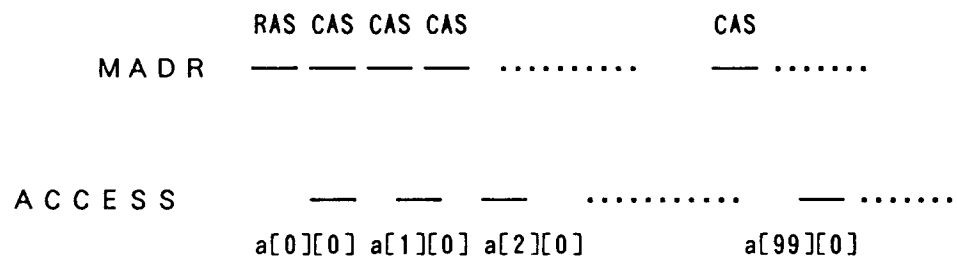 RAS CAS CAS CAS CAS
MADR
ACCESS
a[0][0] a[1][0] a[2][0] a[99][0]